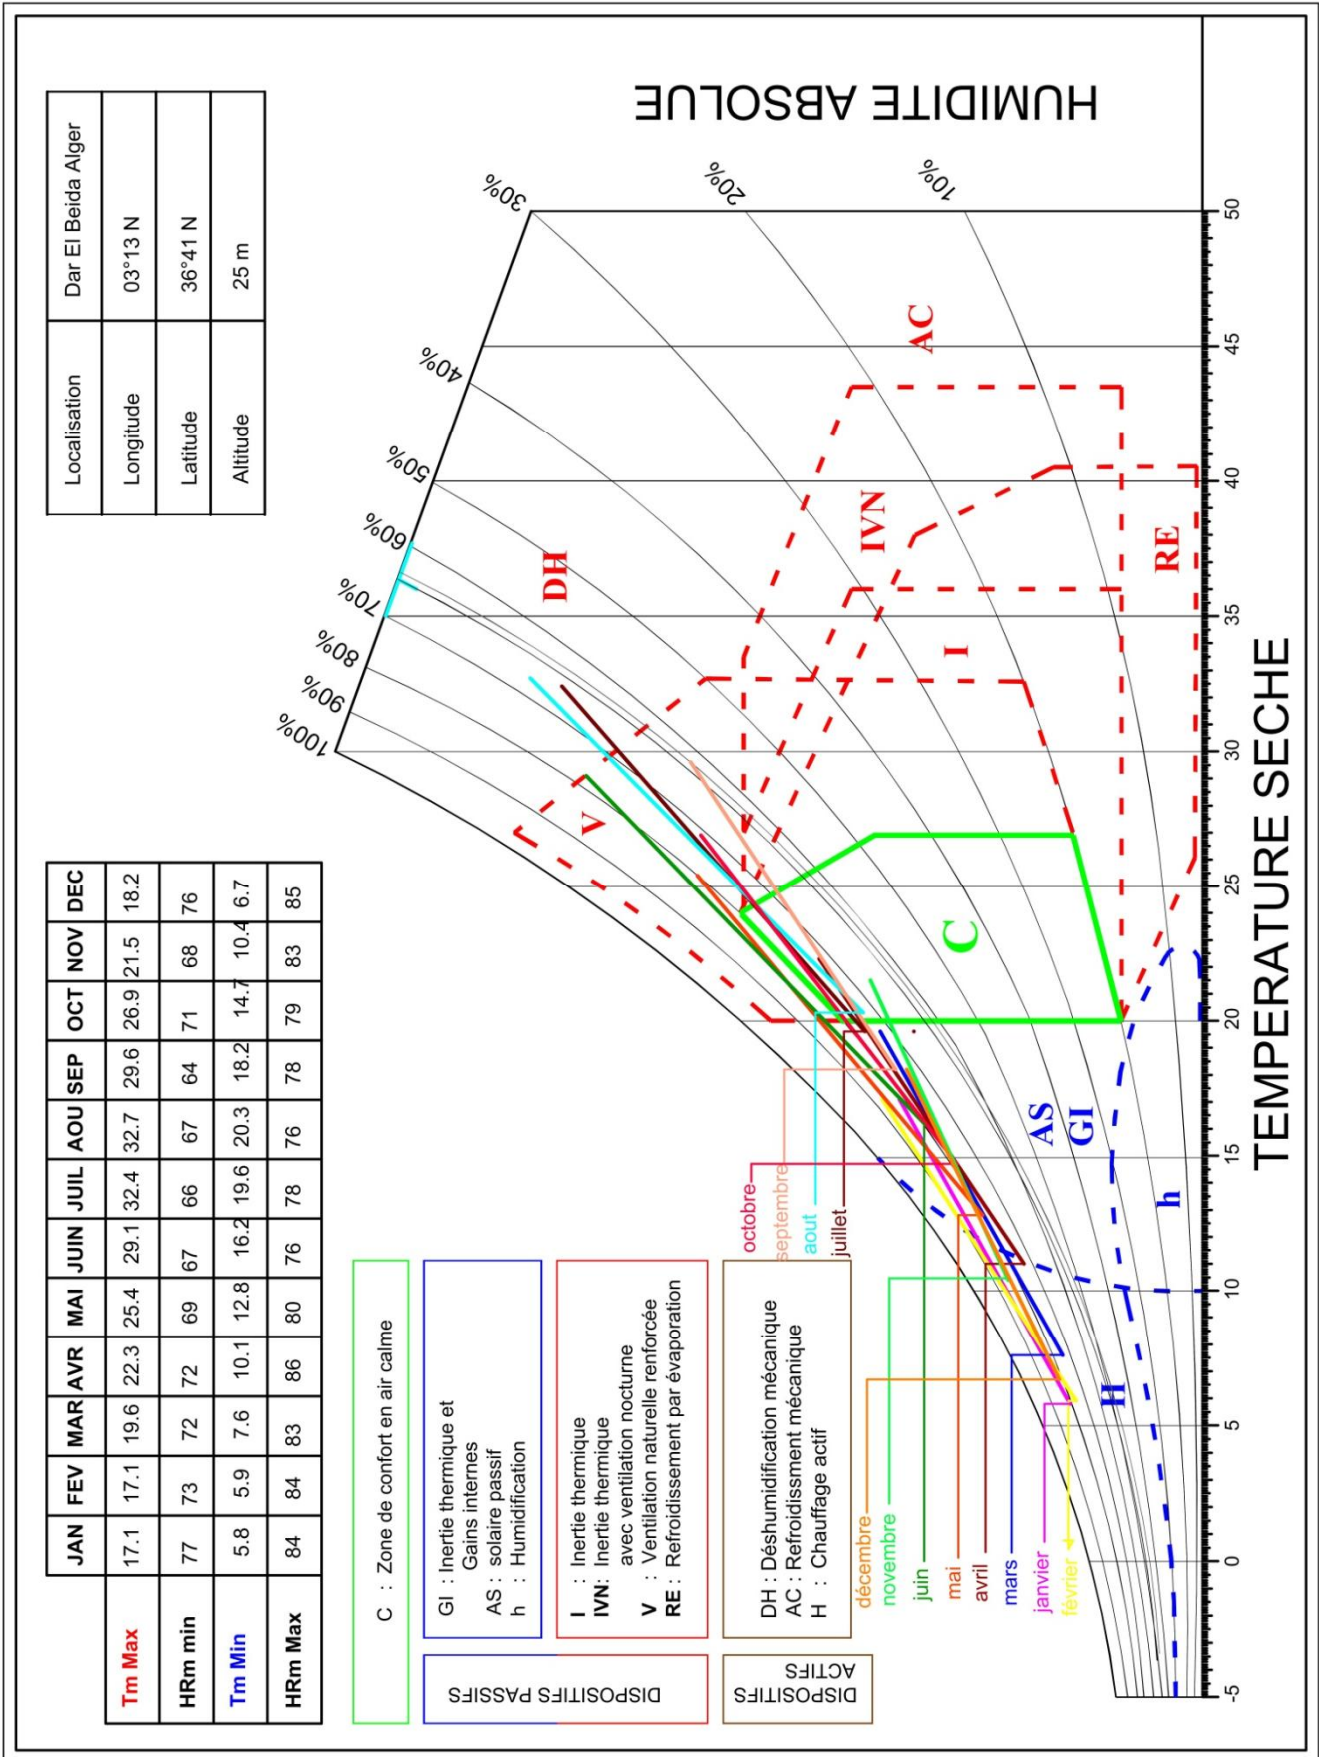 JAN FEV MAR AVR MAI JUIN JUIL AOU SEP OCT NOV DEC
Tm Max 17.1 17.1 19.6 22.3 25.4 29.1 32.4 32.7 29.6 26.9 21.5 18.2
HRm min 77 73 72 72 69 67 66 67 64 71 68 76
Tm Min 5.8 5.9 7.6 10.1 12.8 16.2 19.6 20.3 18.2 14.7 10.4 6.7
HRm Max 84 84 83 86 80 76 78 76 78 79 83 85
Localisation Dar El Beida Alger
Longitude 03°13 N
Latitude 36°41 N
Altitude 25 m
C : Zone de confort en air calme
DISPOSITIFS PASSIFS
GI : Inertie thermique et
Gains internes
AS : solaire passif
h : Humidification
I : Inertie thermique
IVN: Inertie thermique
avec ventilation nocturne
V : Ventilation naturelle renforcée
RE : Refroidissement par évaporation
DISPOSITIFS
ACTIFS
DH : Déshumidification mécanique
AC : Refroidissment mécanique
H : Chauffage actif
octobre
septembre
aout
juillet
décembre
novembre
juin
mai
avril
mars
janvier
février
100%
90%
80%
70%
60%
50%
40%
30%
20%
10%
V
DH
IVN
AC
I
RE
C
AS
GI
h
H
HUMIDITE ABSOLUE
-5 0 5 10 15 20 25 30 35 40 45 50
TEMPERATURE SECHE